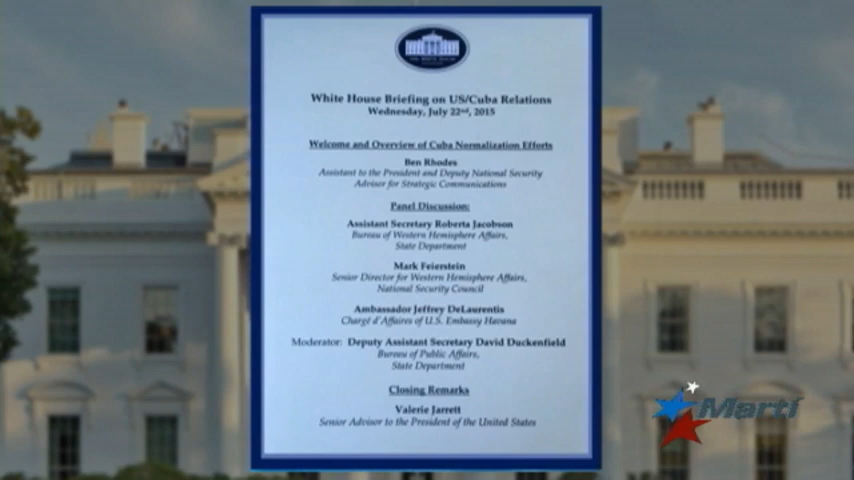 THE WHITE HOUSE
White House Briefing on US/Cuba Relations
Wednesday, July 22nd, 2015
Welcome and Overview of Cuba Normalization Efforts
Ben Rhodes
Assistant to the President and Deputy National Security
Advisor for Strategic Communications
Panel Discussion:
Assistant Secretary Roberta Jacobson
Bureau of Western Hemisphere Affairs,
State Department
Mark Feierstein
Senior Director for Western Hemisphere Affairs,
National Security Council
Ambassador Jeffrey DeLaurentis
Chargé d'Affaires of U.S. Embassy Havana
Moderator: Deputy Assistant Secretary David Duckenfield
Bureau of Public Affairs,
State Department
Closing Remarks
Valerie Jarrett
Senior Advisor to the President of the United States
Martí